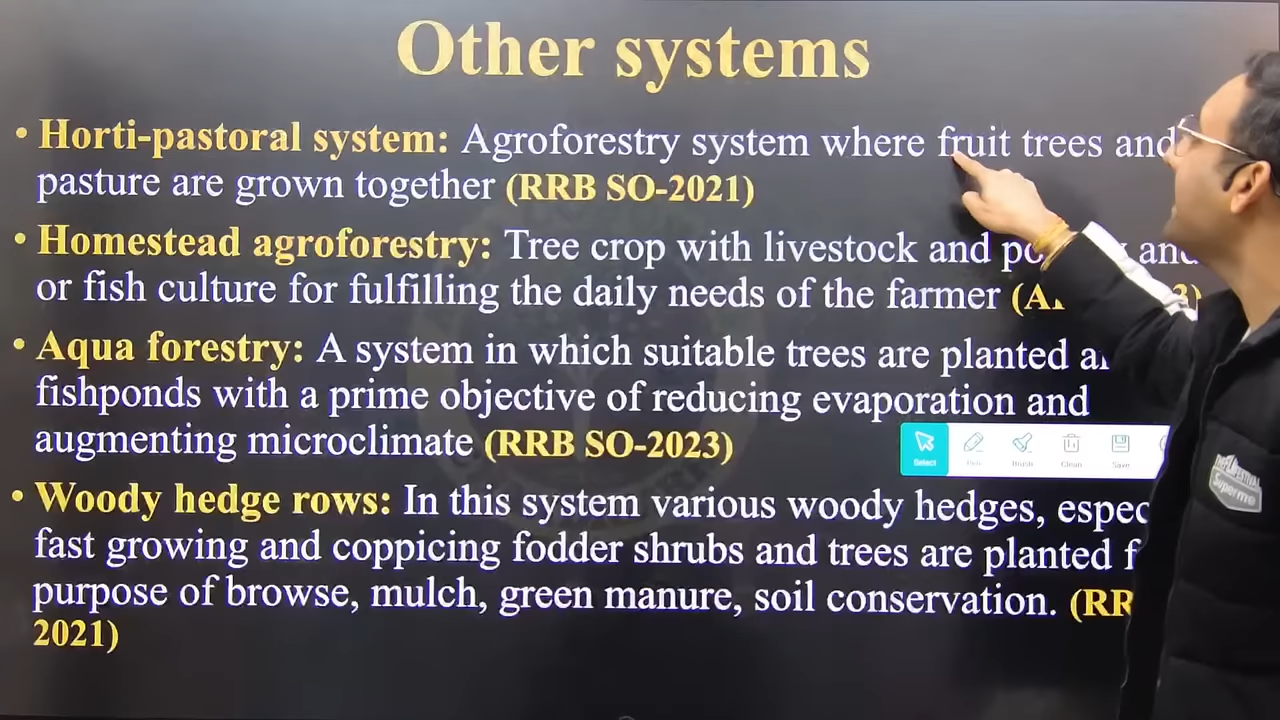 Other systems
• Horti-pastoral system: Agroforestry system where fruit trees and
pasture are grown together (RRB SO-2021)
• Homestead agroforestry: Tree crop with livestock and and
or fish culture for fulfilling the daily needs of the farmer
• Aqua forestry: A system in which suitable trees are planted
fishponds with a prime objective of reducing evaporation and
augmenting microclimate (RRB SO-2023)
Select Pen Brush Clean Save
• Woody hedge rows: In this system various woody hedges,
fast growing and coppicing fodder shrubs and trees are planted
purpose of browse, mulch, green manure, soil conservation.
2021)
Superme